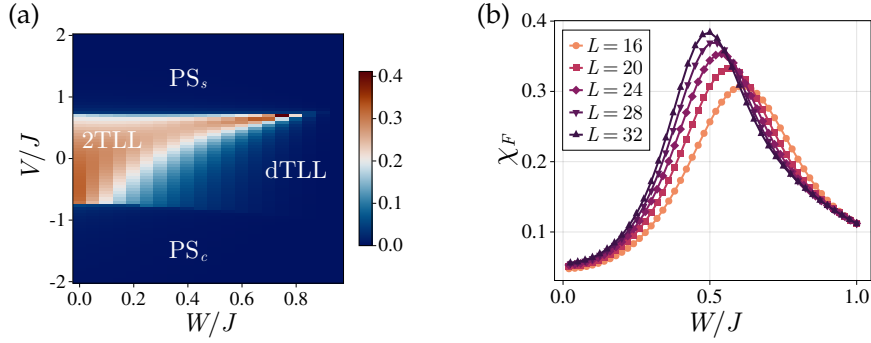 (a)
2
1
0
-1
-2
V/J
PSₛ
2TLL
dTLL
PS꜀
0.0 0.2 0.4 0.6 0.8
W/J
0.4
0.3
0.2
0.1
0.0
(b)
0.4
0.3
0.2
0.1
χ_F
L = 16
L = 20
L = 24
L = 28
L = 32
0.0 0.5 1.0
W/J